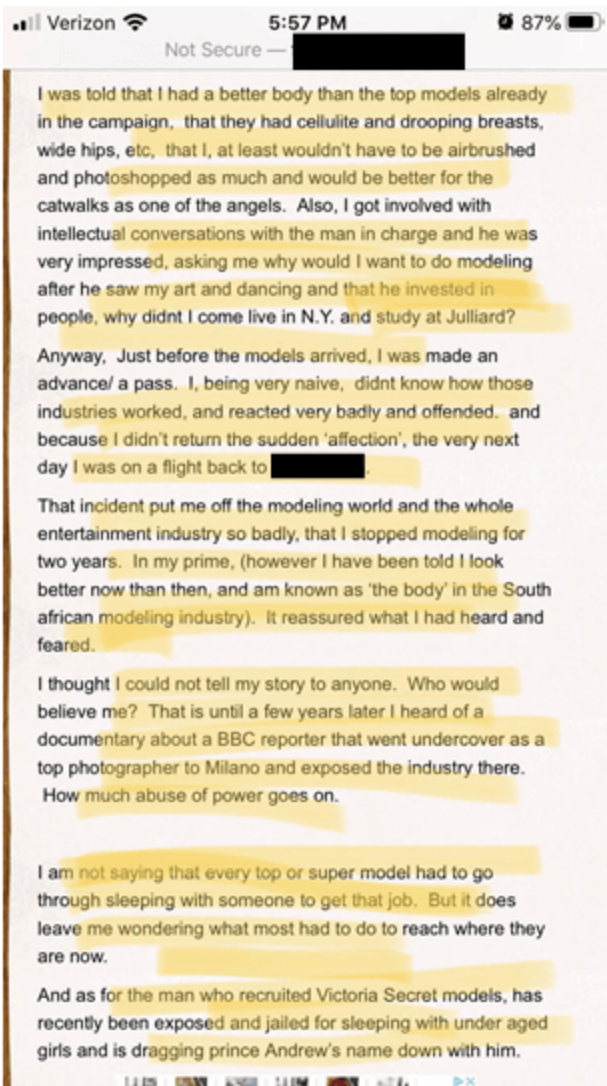 Verizon 5:57 PM 87%
Not Secure —
I was told that I had a better body than the top models already
in the campaign, that they had cellulite and drooping breasts,
wide hips, etc, that I, at least wouldn't have to be airbrushed
and photoshopped as much and would be better for the
catwalks as one of the angels. Also, I got involved with
intellectual conversations with the man in charge and he was
very impressed, asking me why would I want to do modeling
after he saw my art and dancing and that he invested in
people, why didnt I come live in N.Y. and study at Julliard?
Anyway, Just before the models arrived, I was made an
advance/ a pass. I, being very naive, didnt know how those
industries worked, and reacted very badly and offended. and
because I didn't return the sudden 'affection', the very next
day I was on a flight back to .
That incident put me off the modeling world and the whole
entertainment industry so badly, that I stopped modeling for
two years. In my prime, (however I have been told I look
better now than then, and am known as 'the body' in the South
african modeling industry). It reassured what I had heard and
feared.
I thought I could not tell my story to anyone. Who would
believe me? That is until a few years later I heard of a
documentary about a BBC reporter that went undercover as a
top photographer to Milano and exposed the industry there.
How much abuse of power goes on.
I am not saying that every top or super model had to go
through sleeping with someone to get that job. But it does
leave me wondering what most had to do to reach where they
are now.
And as for the man who recruited Victoria Secret models, has
recently been exposed and jailed for sleeping with under aged
girls and is dragging prince Andrew's name down with him.